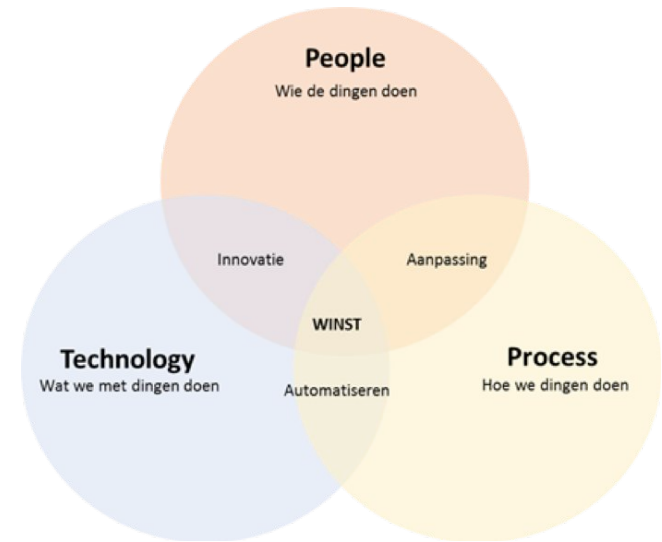 People
Wie de dingen doen
Innovatie
Aanpassing
WINST
Technology
Wat we met dingen doen
Process
Hoe we dingen doen
Automatiseren